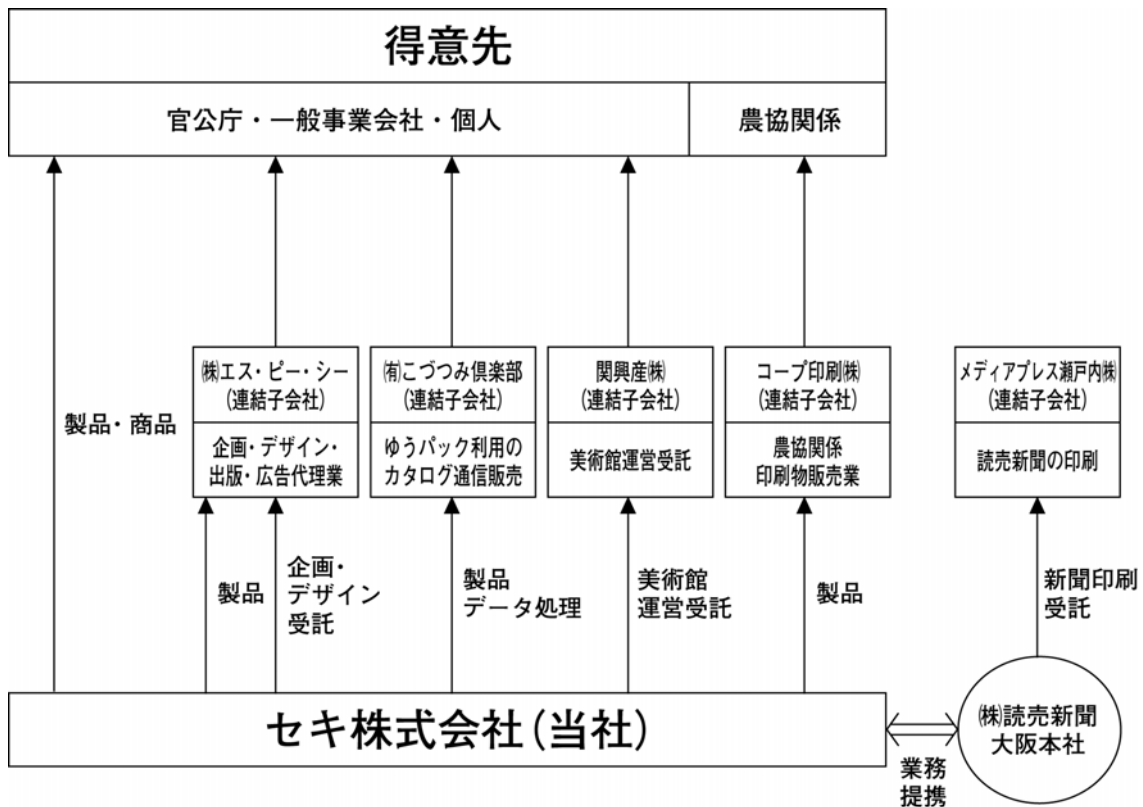 得意先
官公庁・一般事業会社・個人
農協関係
㈱エス・ピー・シー
(連結子会社)
企画・デザイン・
出版・広告代理業
㈲こづつみ倶楽部
(連結子会社)
ゆうパック利用の
カタログ通信販売
関興産㈱
(連結子会社)
美術館運営受託
コープ印刷㈱
(連結子会社)
農協関係
印刷物販売業
メディアプレス瀬戸内㈱
(連結子会社)
読売新聞の印刷
製品・商品
製品
企画・
デザイン
受託
製品
データ処理
美術館
運営受託
製品
新聞印刷
受託
セキ株式会社(当社)
業務
提携
㈱読売新聞
大阪本社